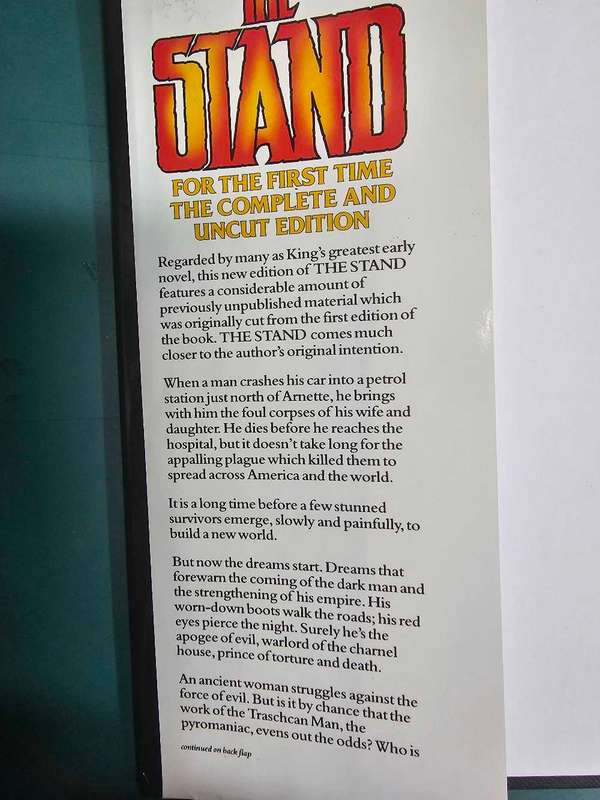 THE
STAND
FOR THE FIRST TIME
THE COMPLETE AND
UNCUT EDITION
Regarded by many as King's greatest early
novel, this new edition of THE STAND
features a considerable amount of
previously unpublished material which
was originally cut from the first edition of
the book. THE STAND comes much
closer to the author's original intention.
When a man crashes his car into a petrol
station just north of Arnette, he brings
with him the foul corpses of his wife and
daughter. He dies before he reaches the
hospital, but it doesn't take long for the
appalling plague which killed them to
spread across America and the world.
It is a long time before a few stunned
survivors emerge, slowly and painfully, to
build a new world.
But now the dreams start. Dreams that
forewarn the coming of the dark man and
the strengthening of his empire. His
worn-down boots walk the roads; his red
eyes pierce the night. Surely he's the
apogee of evil, warlord of the charnel
house, prince of torture and death.
An ancient woman struggles against the
force of evil. But is it by chance that the
work of the Traschcan Man, the
pyromaniac, evens out the odds? Who is
continued on back flap